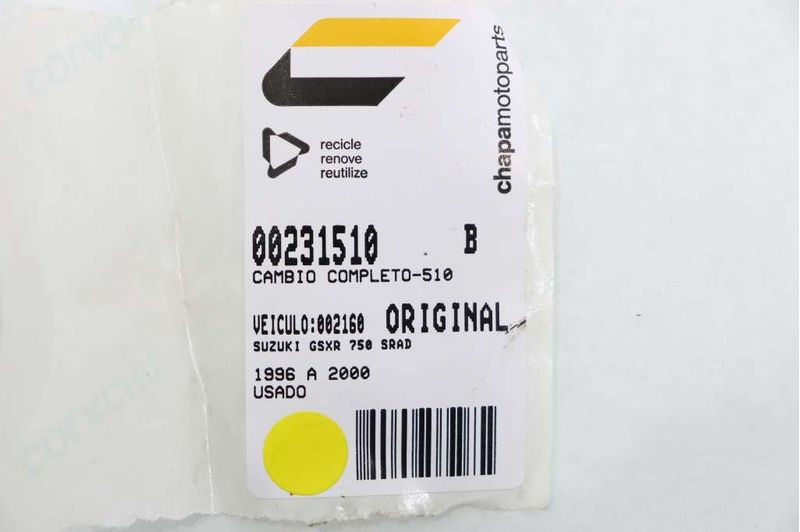 chapamotoparts
recicle
renove
reutilize
00231510 B
CAMBIO COMPLETO-510
VEICULO:002160 ORIGINAL
SUZUKI GSXR 750 SRAD
1996 A 2000
USADO